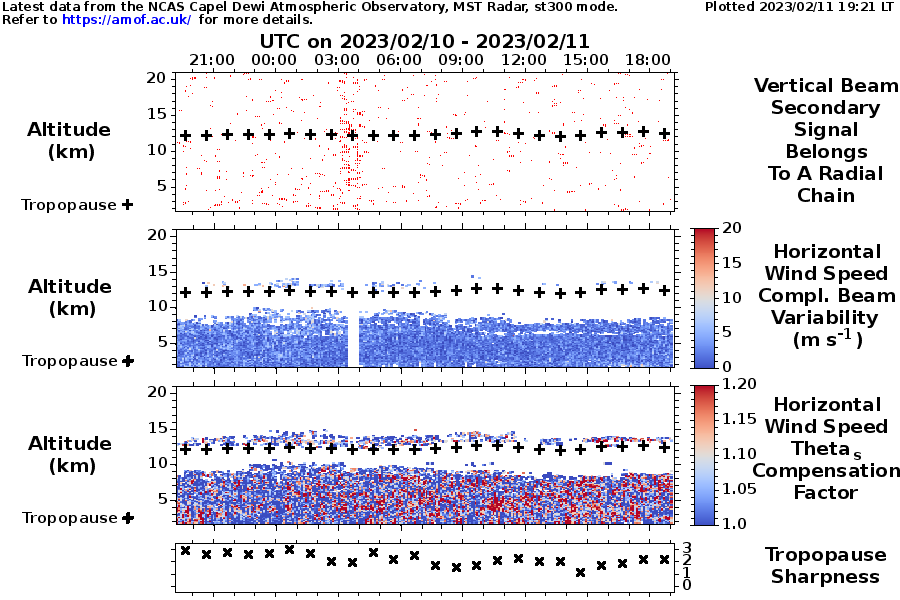 Latest data from the NCAS Capel Dewi Atmospheric Observatory, MST Radar, st300 mode.
Plotted 2023/02/11 19:21 LT
Refer to https://amof.ac.uk/ for more details.
UTC on 2023/02/10 - 2023/02/11
21:00 00:00 03:00 06:00 09:00 12:00 15:00 18:00
20
15
10
5
Altitude
(km)
Tropopause +
Vertical Beam
Secondary
Signal
Belongs
To A Radial
Chain
20
15
10
5
Altitude
(km)
Tropopause +
20
15
10
5
0
Horizontal
Wind Speed
Compl. Beam
Variability
(m s-1)
20
15
10
5
Altitude
(km)
Tropopause +
1.20
1.15
1.10
1.05
1.0
Horizontal
Wind Speed
Theta s
Compensation
Factor
3
2
1
0
Tropopause
Sharpness